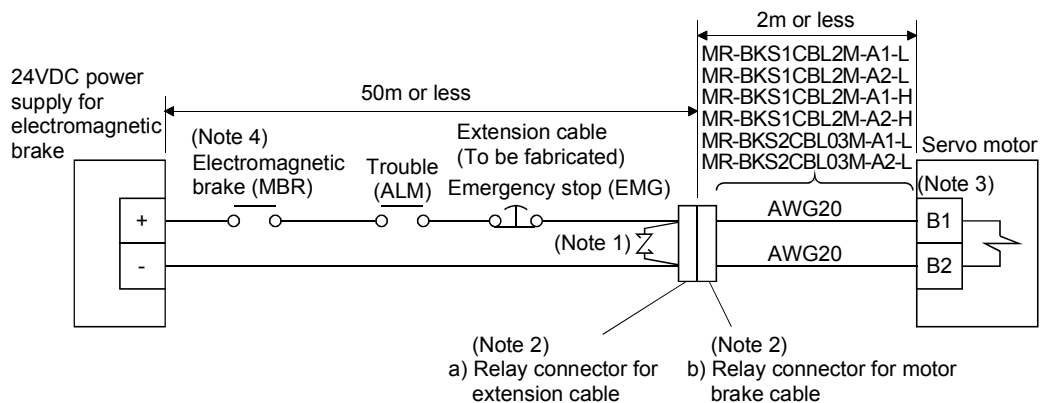 2m or less
MR-BKS1CBL2M-A1-L
MR-BKS1CBL2M-A2-L
MR-BKS1CBL2M-A1-H
MR-BKS1CBL2M-A2-H
MR-BKS2CBL03M-A1-L
MR-BKS2CBL03M-A2-L
24VDC power
supply for
electromagnetic
brake
50m or less
(Note 4)
Electromagnetic
brake (MBR)
Trouble
(ALM)
Extension cable
(To be fabricated)
Emergency stop (EMG)
Servo motor
(Note 3)
+
-
(Note 1)
AWG20
AWG20
B1
B2
(Note 2)
a) Relay connector for
extension cable
(Note 2)
b) Relay connector for motor
brake cable